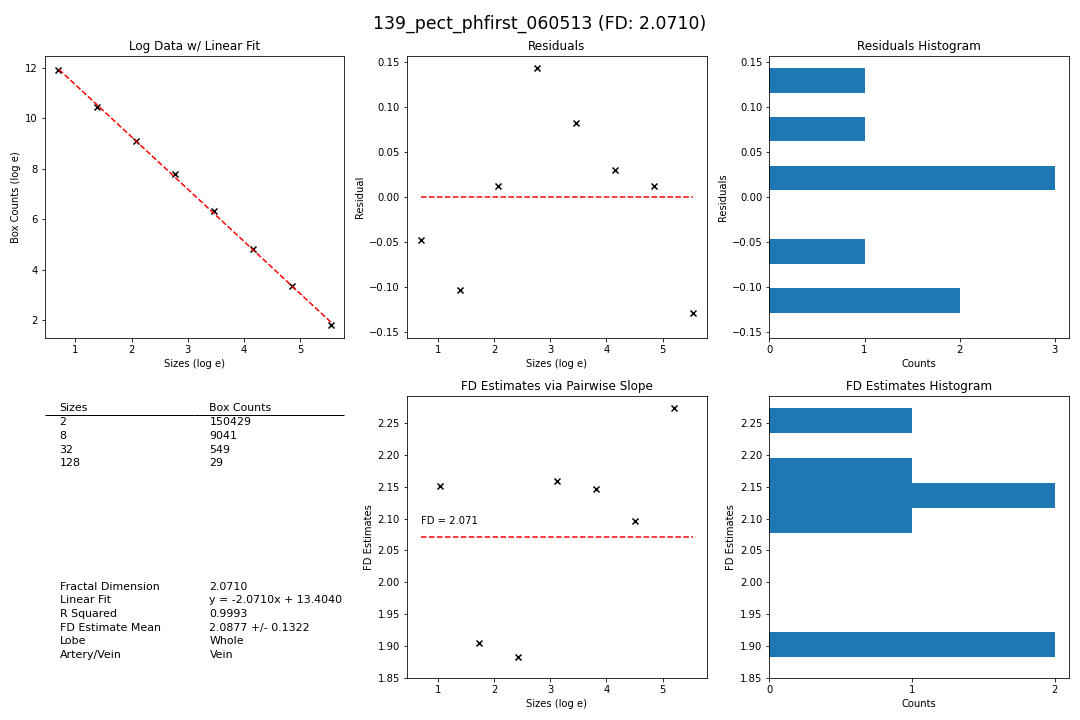 139_pect_phfirst_060513 (FD: 2.0710)
Log Data w/ Linear Fit
Box Counts (log e)
12
10
8
6
4
2
1 2 3 4 5
Sizes (log e)
Residuals
Residual
0.15
0.10
0.05
0.00
−0.05
−0.10
−0.15
1 2 3 4 5
Sizes (log e)
Residuals Histogram
Residuals
0.15
0.10
0.05
0.00
−0.05
−0.10
−0.15
0 1 2 3
Counts
Sizes Box Counts
2 150429
8 9041
32 549
128 29
Fractal Dimension 2.0710
Linear Fit y = -2.0710x + 13.4040
R Squared 0.9993
FD Estimate Mean 2.0877 +/- 0.1322
Lobe Whole
Artery/Vein Vein
FD Estimates via Pairwise Slope
FD Estimates
2.25
2.20
2.15
2.10
2.05
2.00
1.95
1.90
1.85
FD = 2.071
1 2 3 4 5
Sizes (log e)
FD Estimates Histogram
FD Estimates
2.25
2.20
2.15
2.10
2.05
2.00
1.95
1.90
1.85
0 1 2
Counts